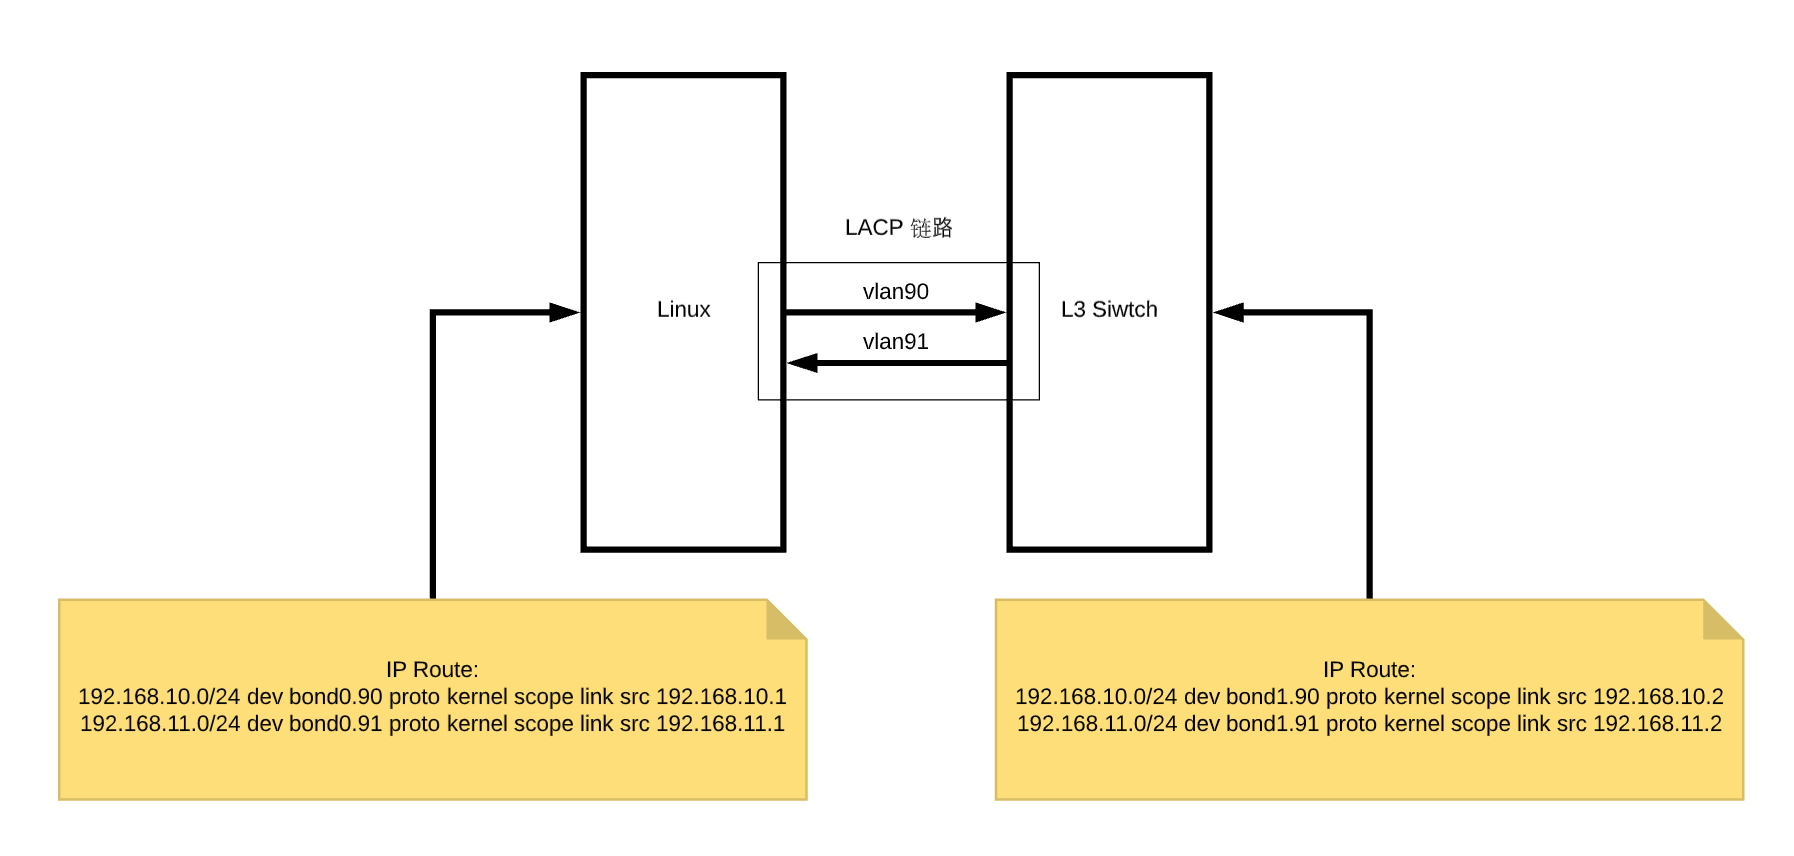 LACP 链路
vlan90
Linux
L3 Siwtch
vlan91
IP Route:
192.168.10.0/24 dev bond0.90 proto kernel scope link src 192.168.10.1
192.168.11.0/24 dev bond0.91 proto kernel scope link src 192.168.11.1
IP Route:
192.168.10.0/24 dev bond1.90 proto kernel scope link src 192.168.10.2
192.168.11.0/24 dev bond1.91 proto kernel scope link src 192.168.11.2